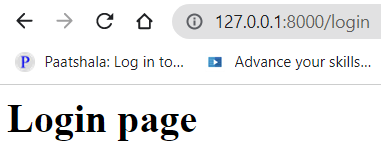 127.0.0.1:8000/login
P Paatshala: Log in to... Advance your skills...
Login page